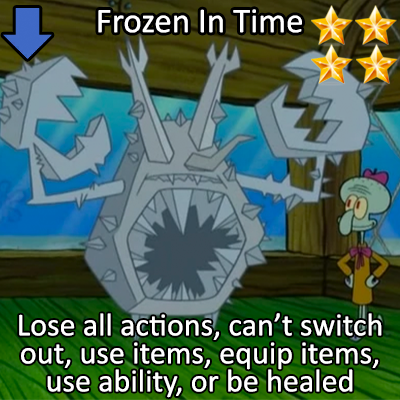 Frozen In Time
Lose all actions, can't switch
out, use items, equip items,
use ability, or be healed